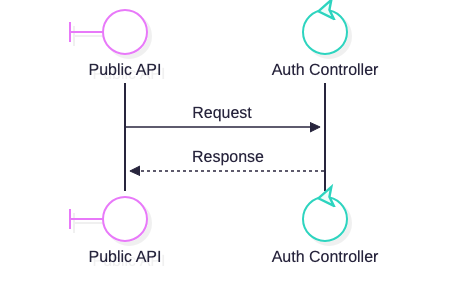 Public API
Auth Controller
Request
Response
Public API
Auth Controller